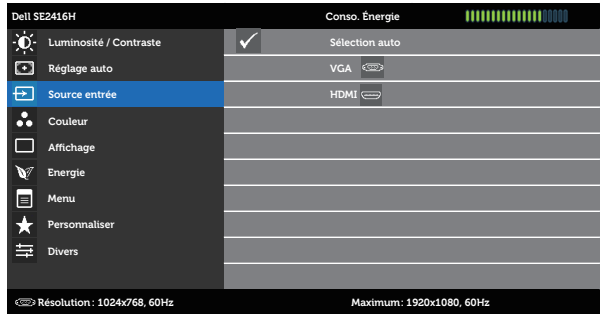 Dell SE2416H Conso. Énergie
Luminosité / Contraste Sélection auto
Réglage auto VGA
Source entrée HDMI
Couleur
Affichage
Energie
Menu
Personnaliser
Divers
Résolution : 1024x768, 60Hz Maximum : 1920x1080, 60Hz